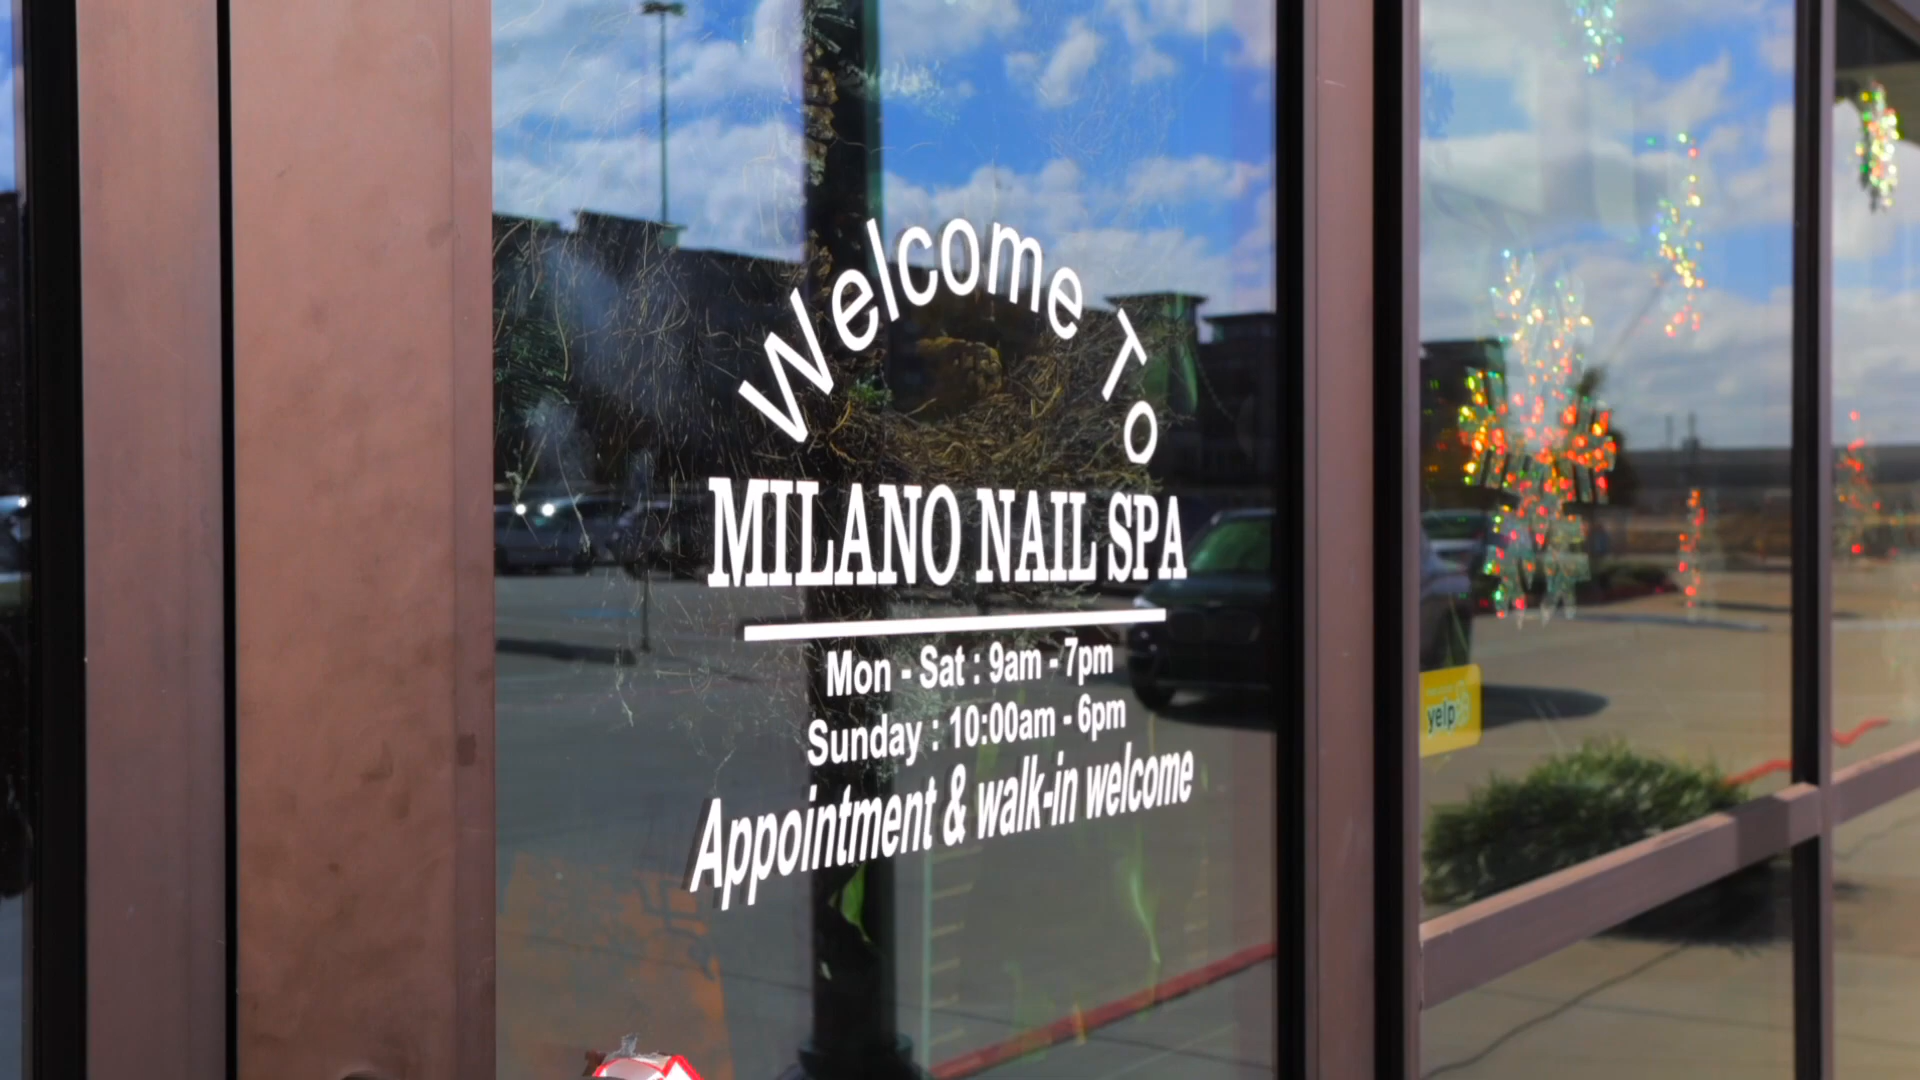 Welcome To
MILANO NAIL SPA
Mon - Sat : 9am - 7pm
Sunday : 10:00am - 6pm
Appointment & walk-in welcome
yelp